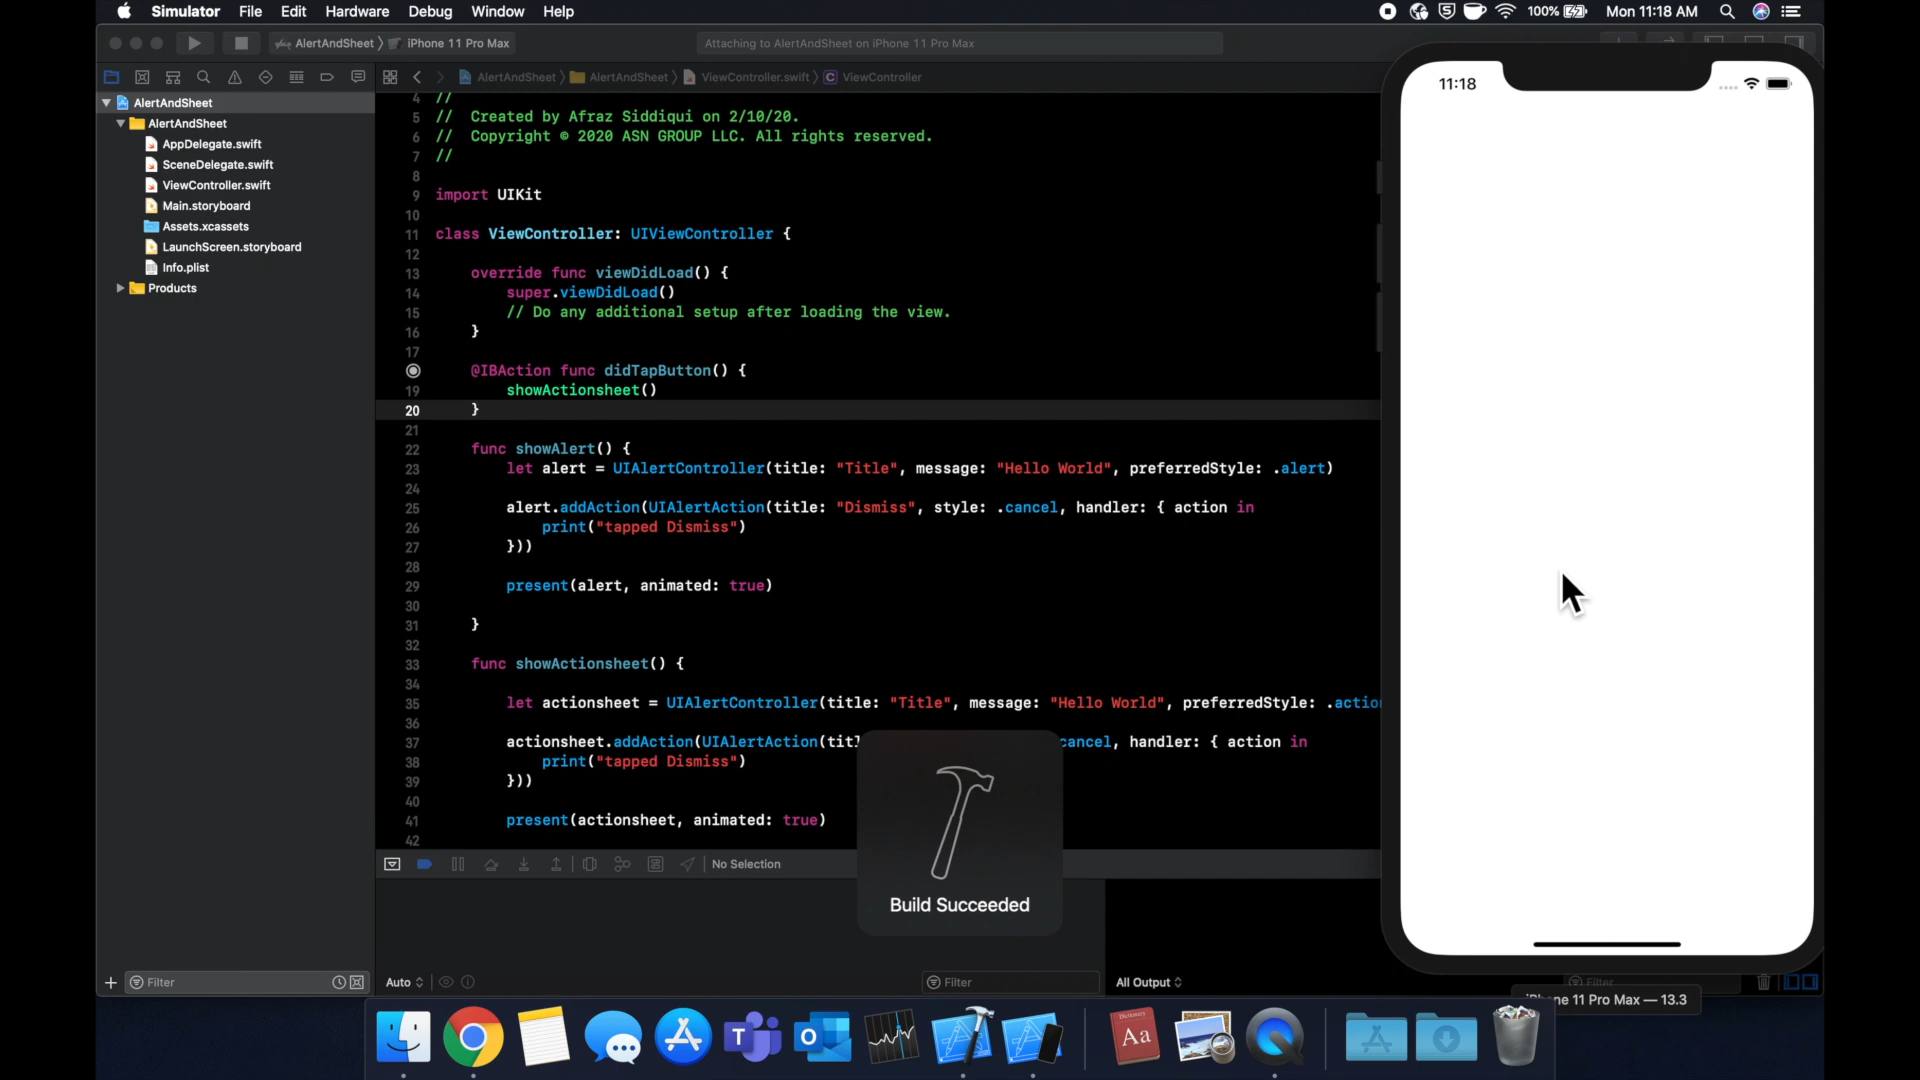 Simulator File Edit Hardware Debug Window Help
100% Mon 11:18 AM
AlertAndSheet iPhone 11 Pro Max
Attaching to AlertAndSheet on iPhone 11 Pro Max
AlertAndSheet AlertAndSheet ViewController.swift C ViewController
AlertAndSheet
AlertAndSheet
AppDelegate.swift
SceneDelegate.swift
ViewController.swift
Main.storyboard
Assets.xcassets
LaunchScreen.storyboard
Info.plist
Products
4 //
5 // Created by Afraz Siddiqui on 2/10/20.
6 // Copyright © 2020 ASN GROUP LLC. All rights reserved.
7 //
8
9 import UIKit
10
11 class ViewController: UIViewController {
12
13 override func viewDidLoad() {
14 super.viewDidLoad()
15 // Do any additional setup after loading the view.
16 }
17
@IBAction func didTapButton() {
19 showActionsheet()
20 }
21
22 func showAlert() {
23 let alert = UIAlertController(title: "Title", message: "Hello World", preferredStyle: .alert)
24
25 alert.addAction(UIAlertAction(title: "Dismiss", style: .cancel, handler: { action in
26 print("tapped Dismiss")
27 }))
28
29 present(alert, animated: true)
30
31 }
32
33 func showActionsheet() {
34
35 let actionsheet = UIAlertController(title: "Title", message: "Hello World", preferredStyle: .actio
36
37 actionsheet.addAction(UIAlertAction(titl cancel, handler: { action in
38 print("tapped Dismiss")
39 }))
40
41 present(actionsheet, animated: true)
42
11:18
No Selection
Build Succeeded
Filter
Auto
Filter
All Output
Filter
iPhone 11 Pro Max — 13.3
Dictionary
Aa